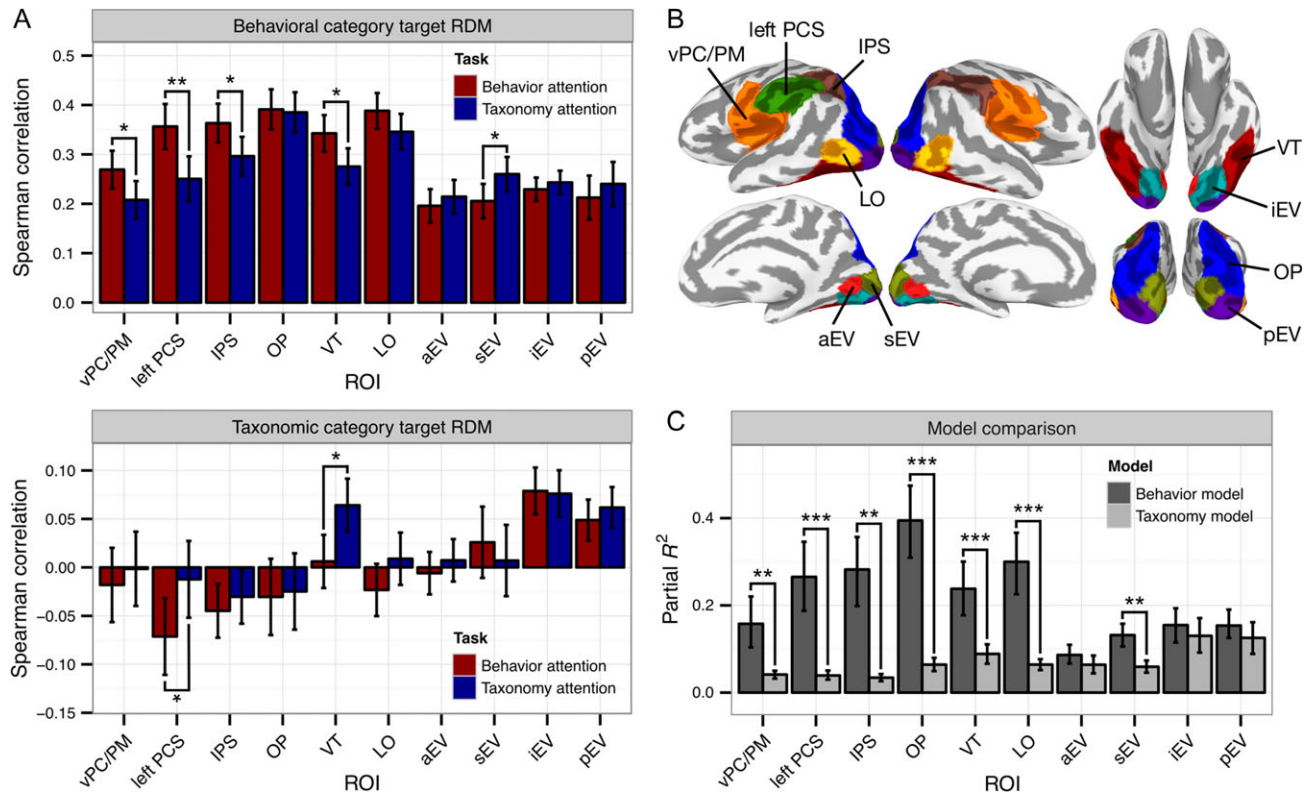 A
Behavioral category target RDM
Spearman correlation
0.5
0.4
0.3
0.2
0.1
0.0
Task
Behavior attention
Taxonomy attention
*
**
*
*
*
vPC/PM
left PCS
IPS
OP
VT
LO
aEV
sEV
iEV
pEV
ROI
Taxonomic category target RDM
Spearman correlation
0.10
0.05
0.00
−0.05
−0.10
−0.15
*
*
Task
Behavior attention
Taxonomy attention
vPC/PM
left PCS
IPS
OP
VT
LO
aEV
sEV
iEV
pEV
ROI
B
left PCS
vPC/PM
IPS
LO
VT
iEV
OP
pEV
aEV
sEV
C
Model comparison
Partial R²
0.4
0.2
0.0
**
***
**
***
***
***
**
Model
Behavior model
Taxonomy model
vPC/PM
left PCS
IPS
OP
VT
LO
aEV
sEV
iEV
pEV
ROI